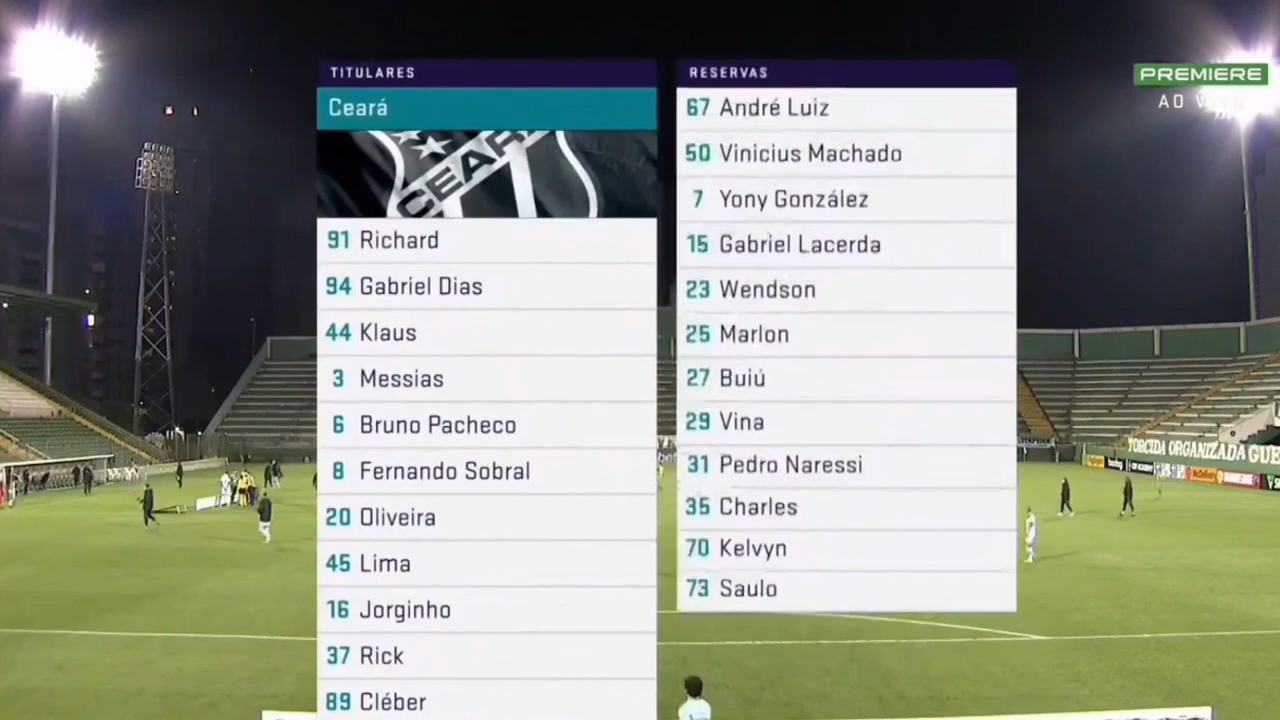 TITULARES
Ceará
CEARÁ
91 Richard
94 Gabriel Dias
44 Klaus
3 Messias
6 Bruno Pacheco
8 Fernando Sobral
20 Oliveira
45 Lima
16 Jorginho
37 Rick
89 Cléber
RESERVAS
67 André Luiz
50 Vinicius Machado
7 Yony González
15 Gabriel Lacerda
23 Wendson
25 Marlon
27 Buiú
29 Vina
31 Pedro Naressi
35 Charles
70 Kelvyn
73 Saulo
PREMIERE
AO VIVO
TORCIDA ORGANIZADA GUE